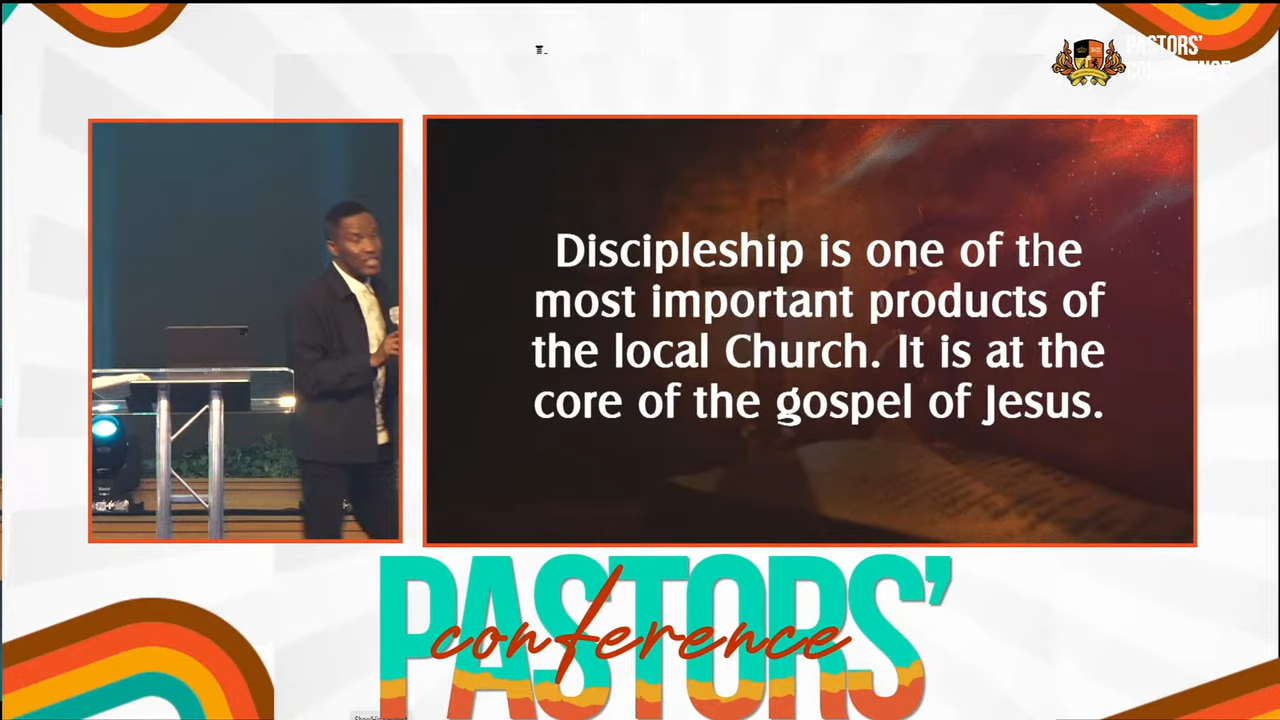 PASTORS'
CONFERENCE
Discipleship is one of the
most important products of
the local Church. It is at the
core of the gospel of Jesus.
PASTORS'
conference